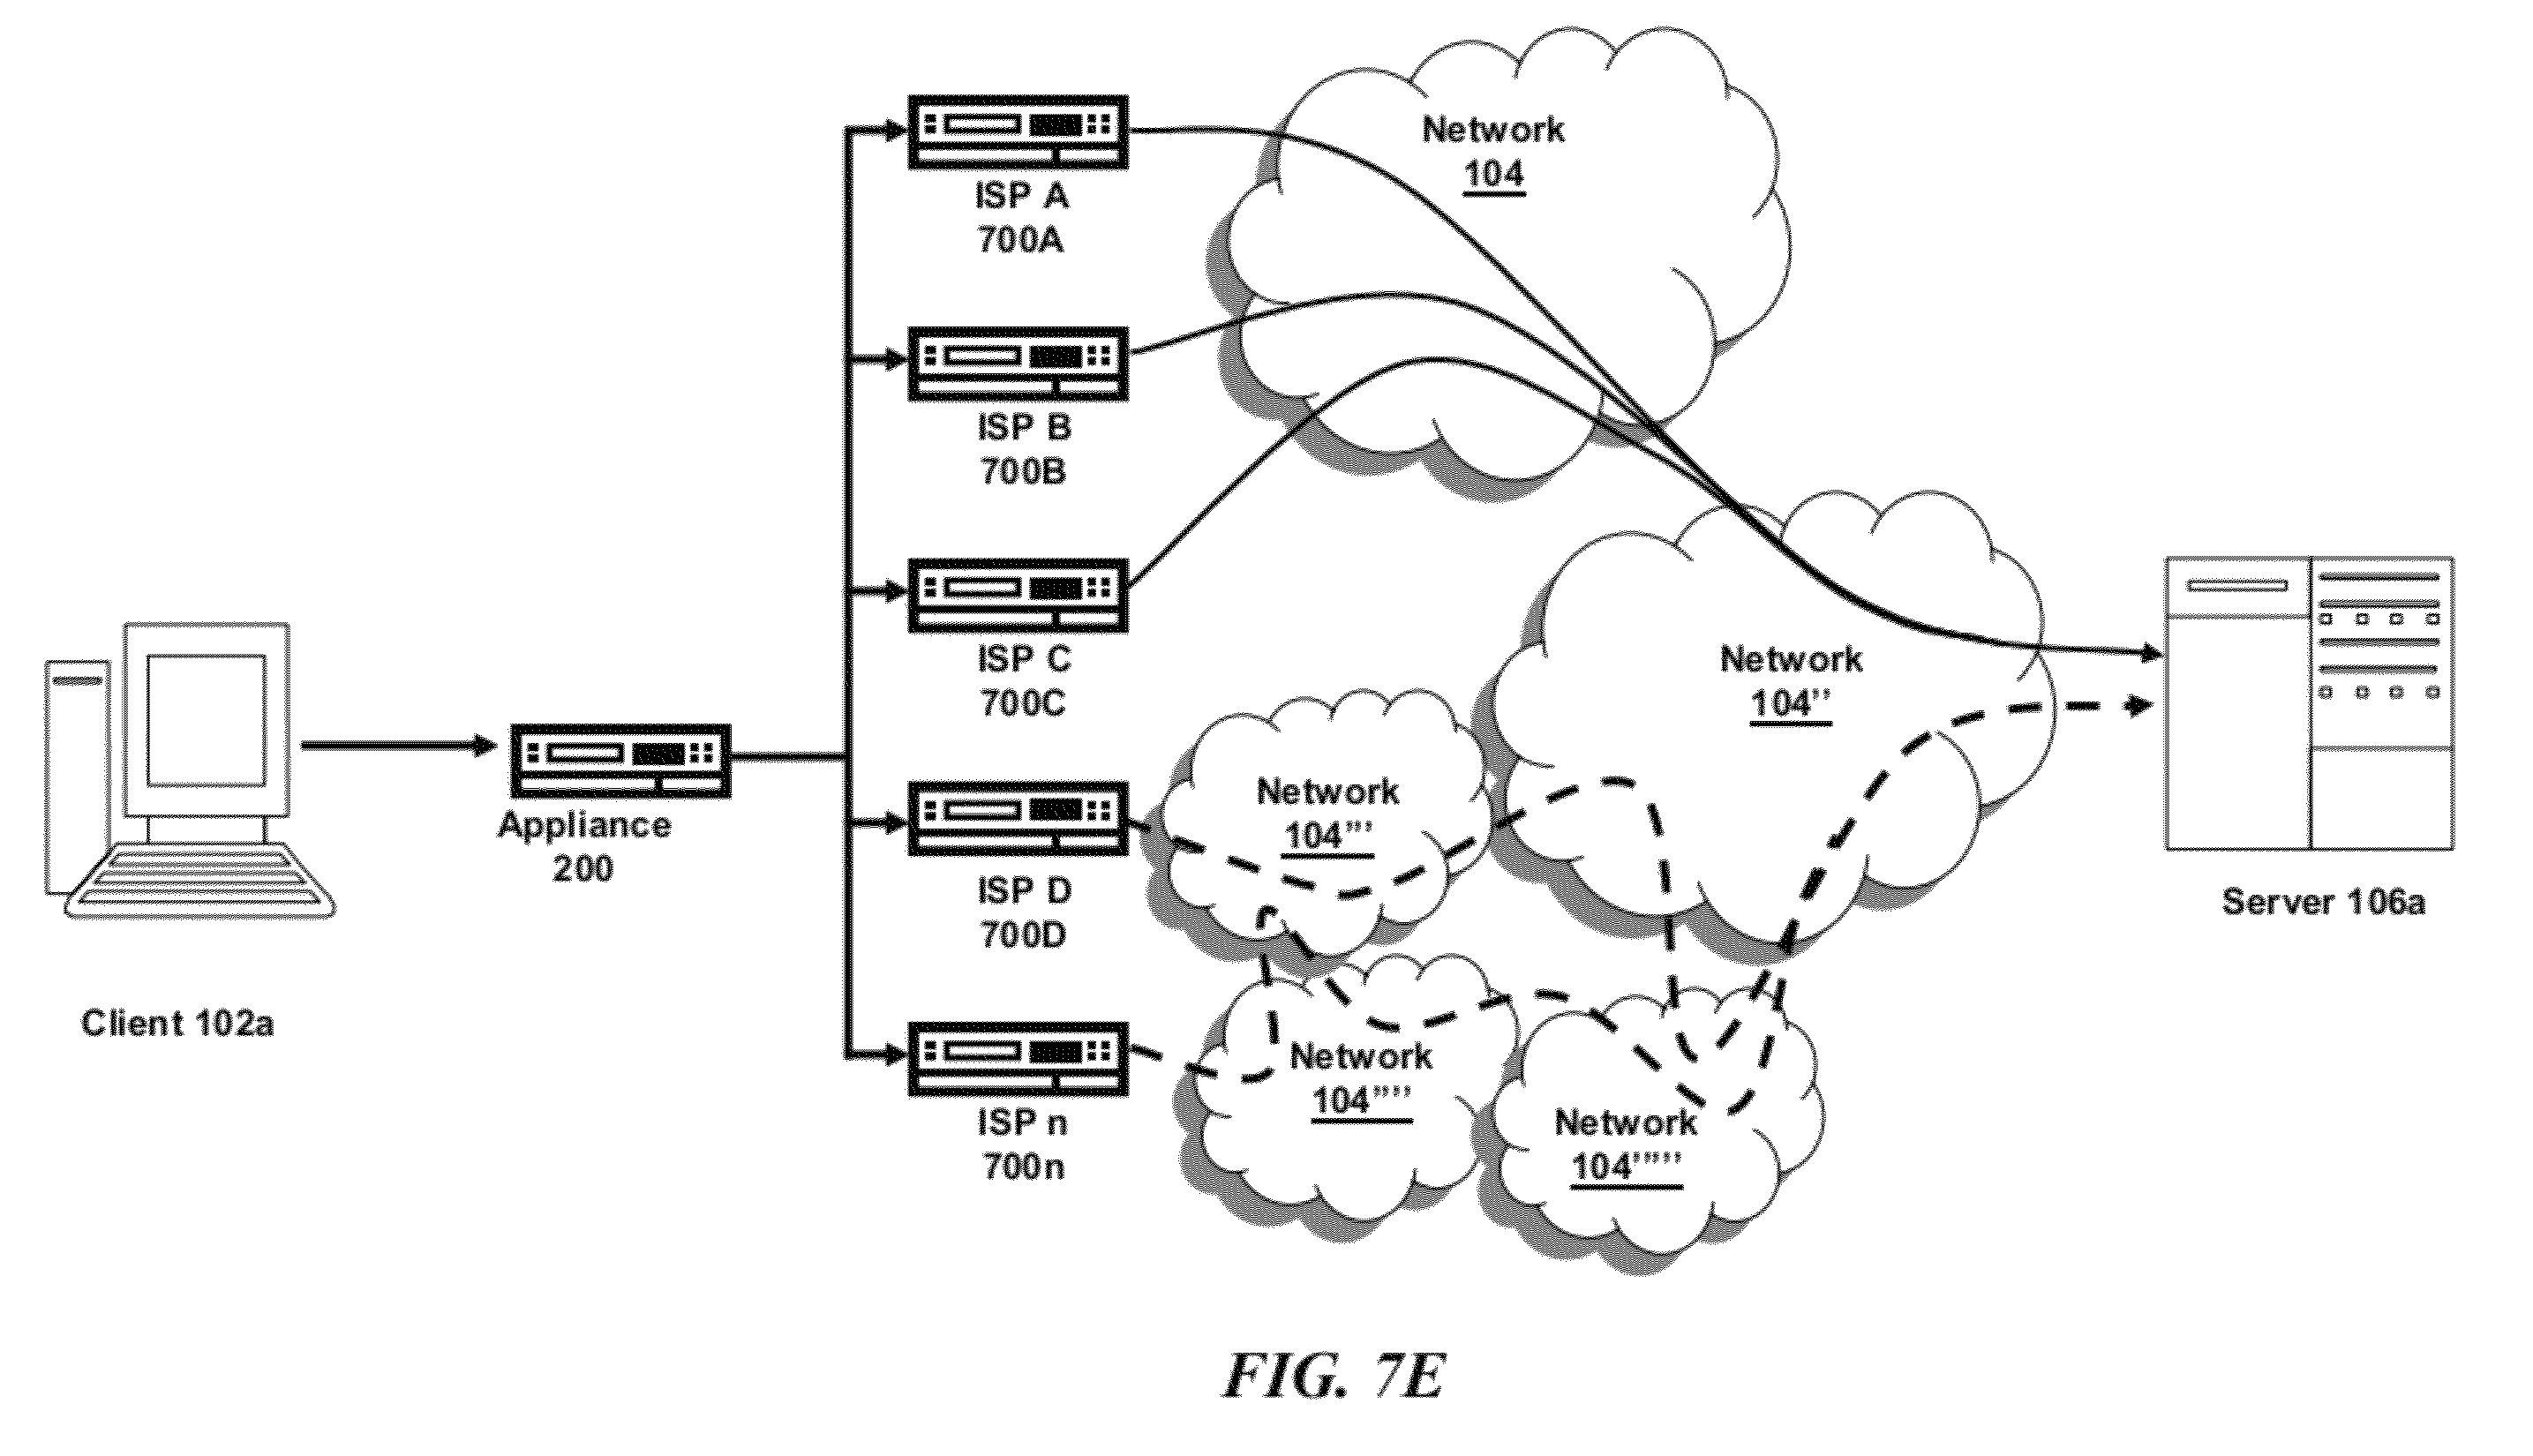 Network
104
ISP A
700A
ISP B
700B
ISP C
700C
Network
104’’
Network
104’’’
Appliance
200
ISP D
700D
Server 106a
Client 102a
Network
104’’’’
ISP n
700n
Network
104’’’’’
FIG. 7E